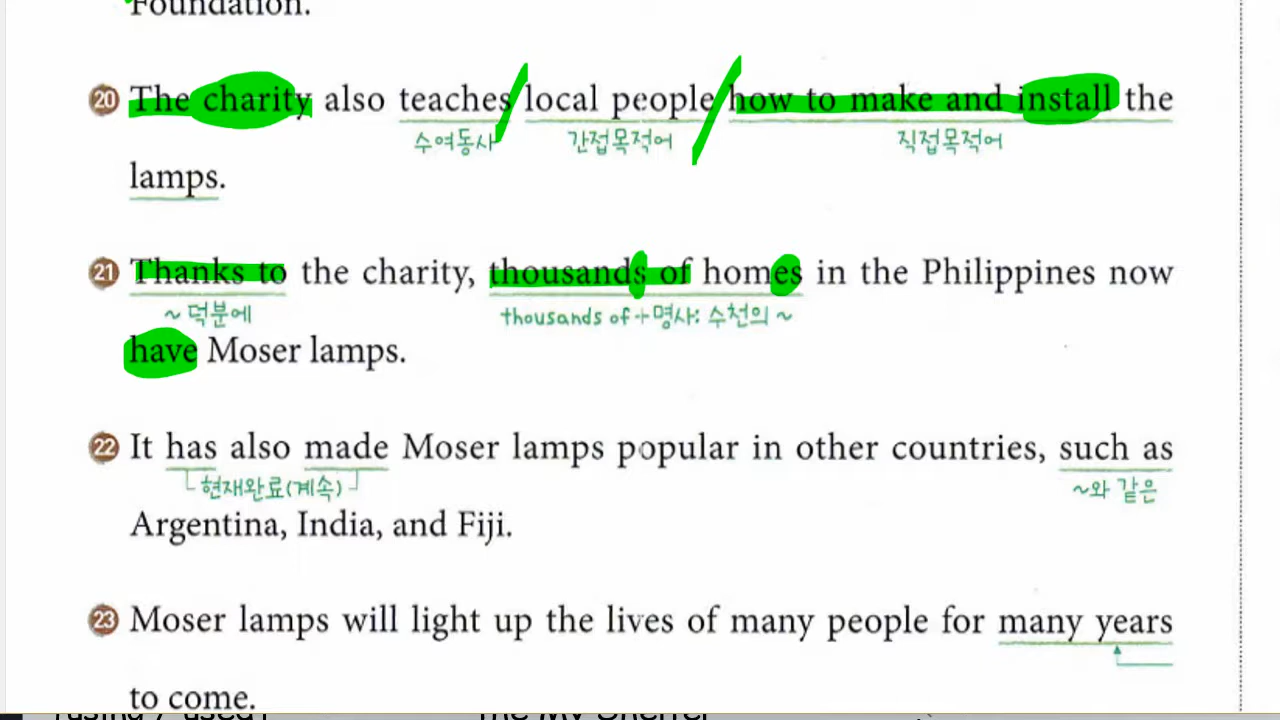 Foundation.
20 The charity also teaches local people how to make and install the
수여동사 간접목적어 직접목적어
lamps.
21 Thanks to the charity, thousands of homes in the Philippines now
~ 덕분에 thousands of+명사: 수천의 ~
have Moser lamps.
22 It has also made Moser lamps popular in other countries, such as
현재완료(계속) ~와 같은
Argentina, India, and Fiji.
23 Moser lamps will light up the lives of many people for many years
to come.